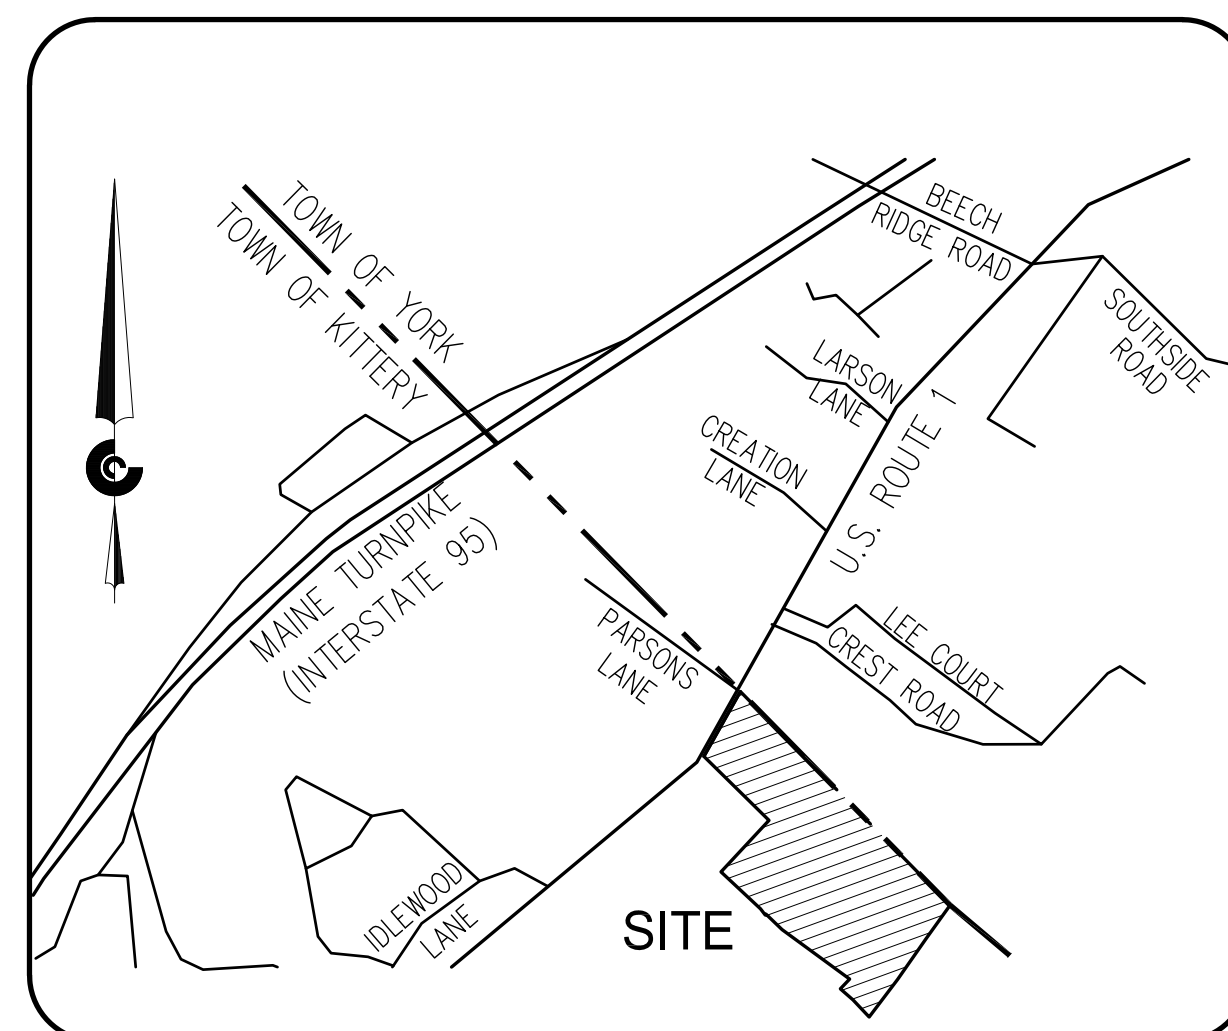 TOWN OF YORK
TOWN OF KITTERY
BEECH
RIDGE ROAD
SOUTHSIDE
ROAD
LARSON
LANE
CREATION
LANE
U.S. ROUTE 1
MAINE TURNPIKE
(INTERSTATE 95)
PARSONS
LANE
LEE COURT
CREST ROAD
IDLEWOOD
LANE
SITE